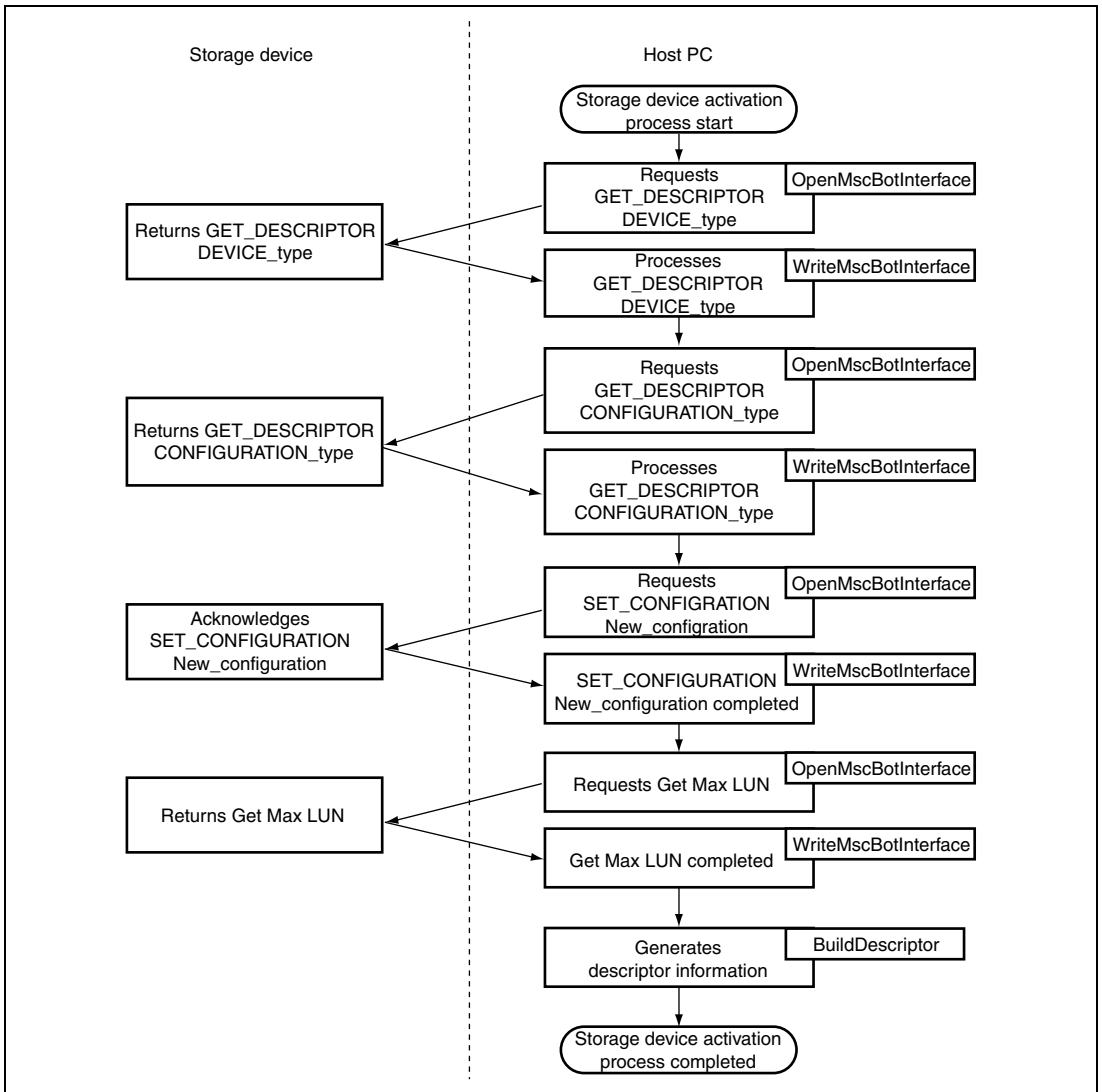 Storage device
Host PC
Storage device activation
process start
Requests
GET_DESCRIPTOR
DEVICE_type
OpenMscBotInterface
Returns GET_DESCRIPTOR
DEVICE_type
Processes
GET_DESCRIPTOR
DEVICE_type
WriteMscBotInterface
Requests
GET_DESCRIPTOR
CONFIGURATION_type
OpenMscBotInterface
Returns GET_DESCRIPTOR
CONFIGURATION_type
Processes
GET_DESCRIPTOR
CONFIGURATION_type
WriteMscBotInterface
Requests
SET_CONFIGRATION
New_configration
OpenMscBotInterface
Acknowledges
SET_CONFIGURATION
New_configuration
SET_CONFIGURATION
New_configuration completed
WriteMscBotInterface
Requests Get Max LUN
OpenMscBotInterface
Returns Get Max LUN
Get Max LUN completed
WriteMscBotInterface
Generates
descriptor information
BuildDescriptor
Storage device activation
process completed